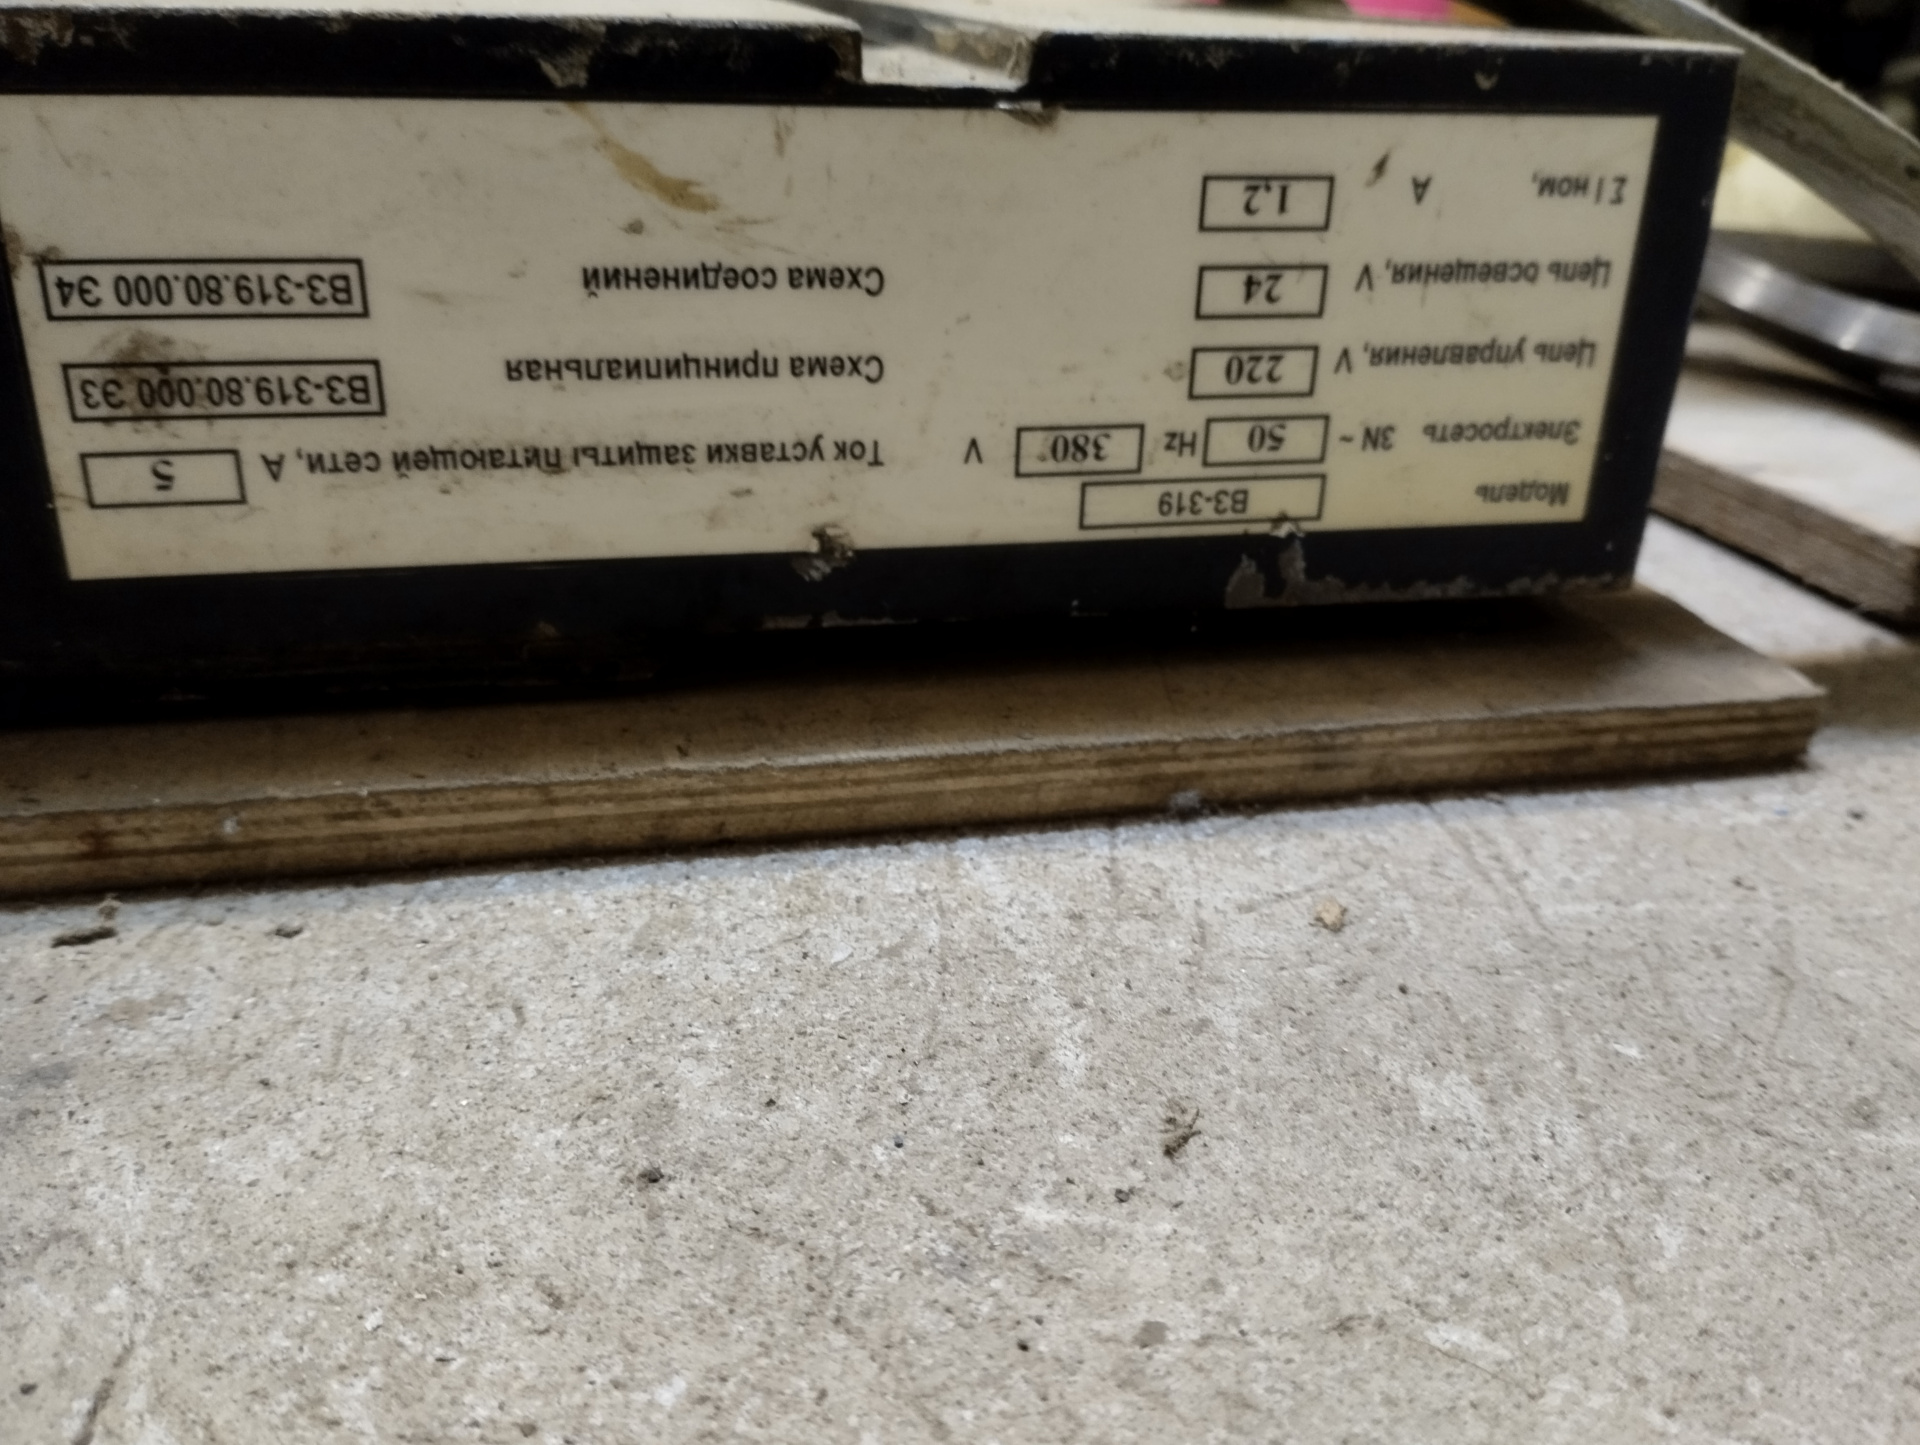 Модель ВЗ-319
Электросеть 3N ~ 50 Hz 380 V
Цепь управления, V 220
Цепь освещения, V 24
Σ I ном, А 1,2
Ток уставки защиты питающей сети, А 5
Схема принципиальная ВЗ-319.80.000 Э3
Схема соединений ВЗ-319.80.000 Э4